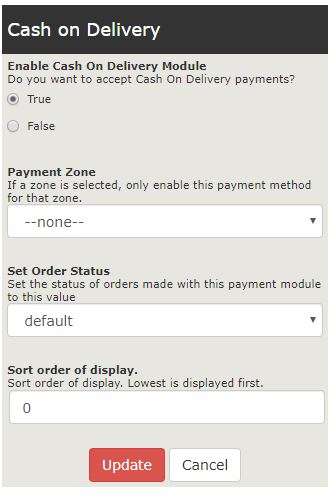 Cash on Delivery
Enable Cash On Delivery Module
Do you want to accept Cash On Delivery payments?
True
False
Payment Zone
If a zone is selected, only enable this payment method
for that zone.
--none--
Set Order Status
Set the status of orders made with this payment module
to this value
default
Sort order of display.
Sort order of display. Lowest is displayed first.
0
Update Cancel